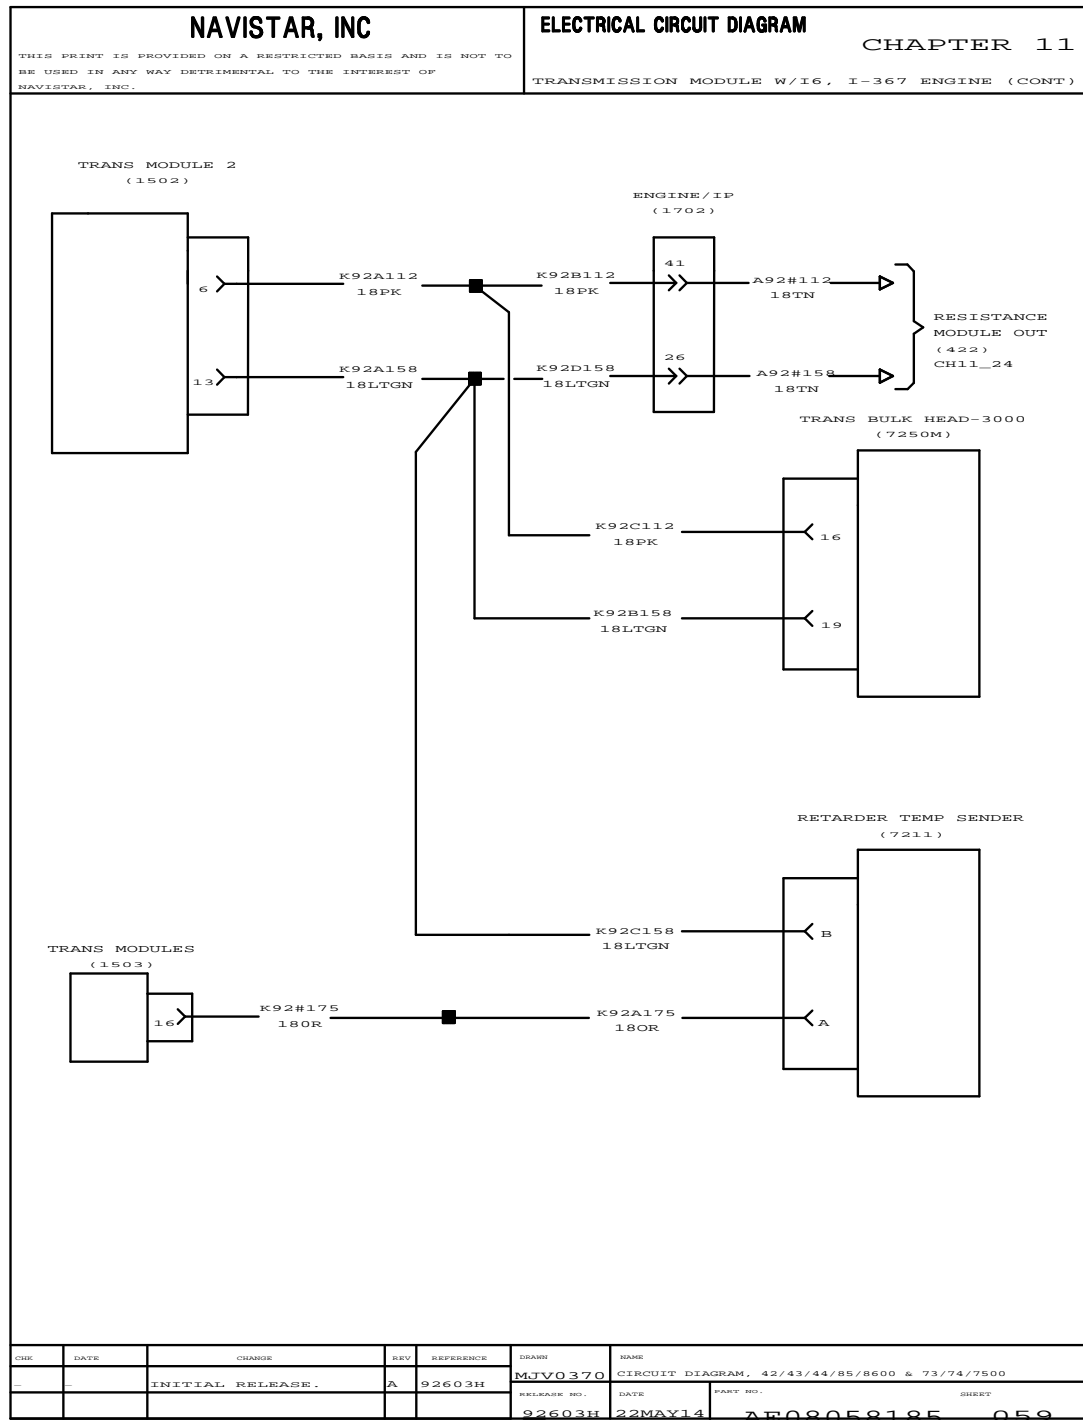 NAVISTAR, INC
THIS PRINT IS PROVIDED ON A RESTRICTED BASIS AND IS NOT TO
BE USED IN ANY WAY DETRIMENTAL TO THE INTEREST OF
NAVISTAR, INC.
ELECTRICAL CIRCUIT DIAGRAM
CHAPTER 11
TRANSMISSION MODULE W/I6, I-367 ENGINE (CONT)
TRANS MODULE 2
(1502)
ENGINE/IP
(1702)
6
K92A112
18PK
K92B112
18PK
41
A92#112
18TN
13
K92A158
18LTGN
K92D158
18LTGN
26
A92#158
18TN
RESISTANCE
MODULE OUT
(422)
CH11_24
TRANS BULK HEAD-3000
(7250M)
K92C112
18PK
16
K92B158
18LTGN
19
RETARDER TEMP SENDER
(7211)
K92C158
18LTGN
B
TRANS MODULES
(1503)
16
K92#175
18OR
K92A175
18OR
A
CHK DATE CHANGE REV REFERENCE
- - INITIAL RELEASE. A 92603H
DRAWN
MJV0370
NAME
CIRCUIT DIAGRAM, 42/43/44/85/8600 & 73/74/7500
RELEASE NO.
92603H
DATE
22MAY14
PART NO.
AE08058185
SHEET
059